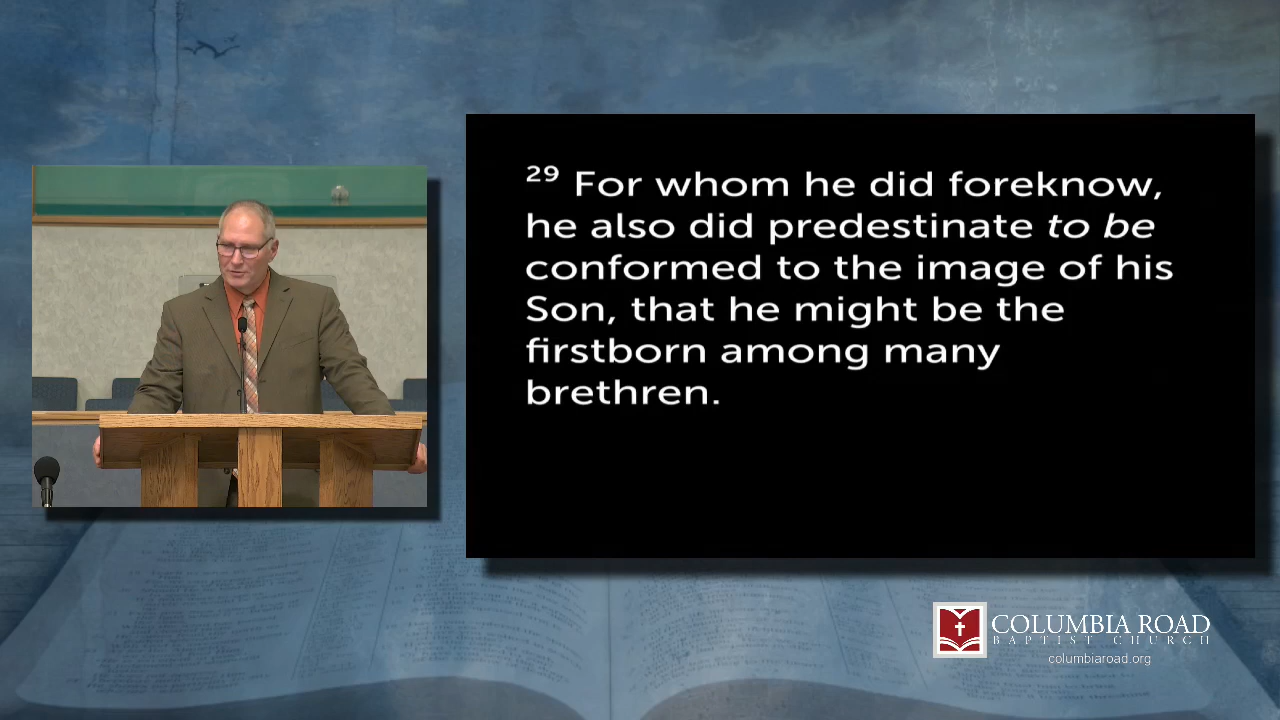 29 For whom he did foreknow,
he also did predestinate to be
conformed to the image of his
Son, that he might be the
firstborn among many
brethren.
COLUMBIA ROAD
BAPTIST CHURCH
columbiaroad.org